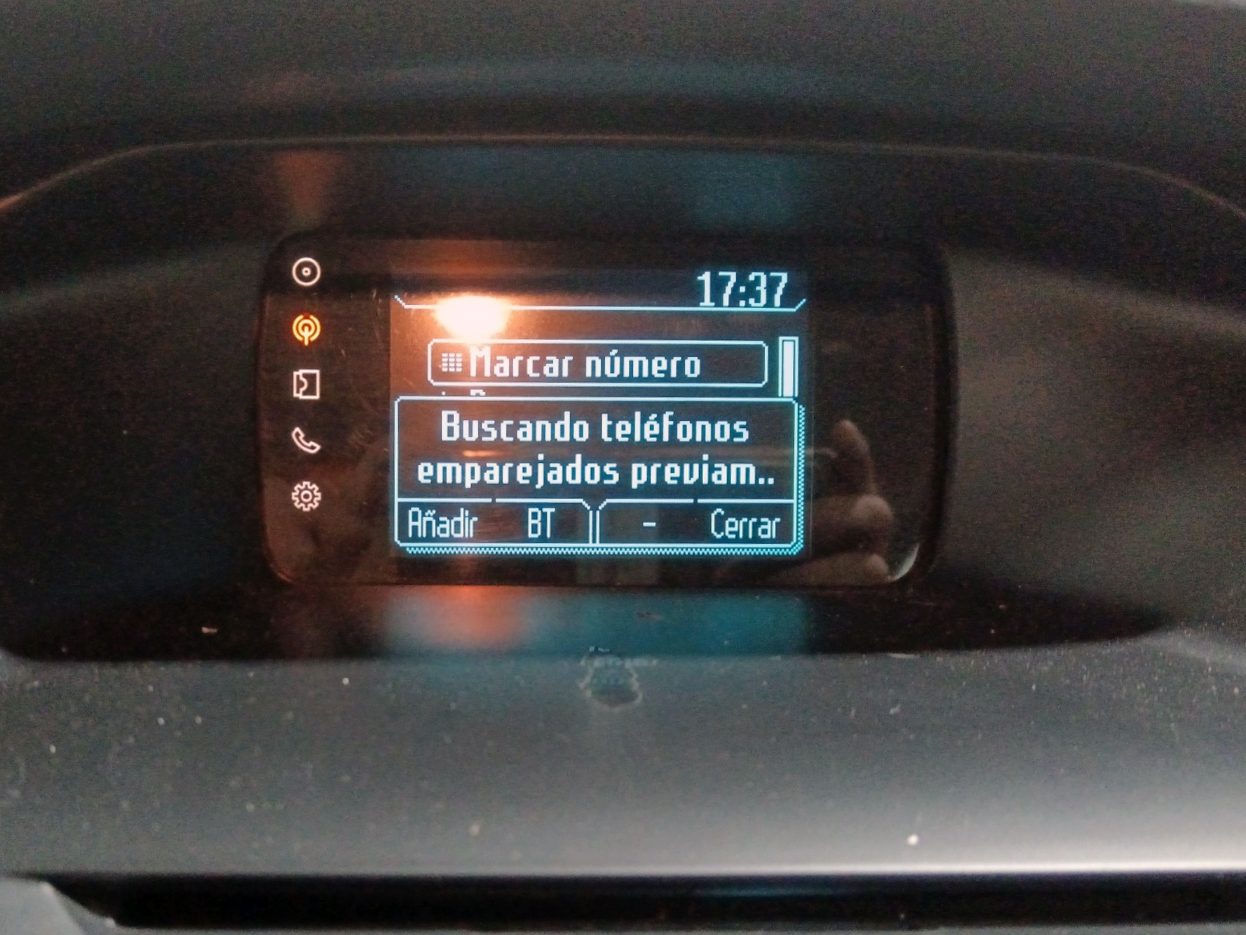 17:37
Marcar número
Buscando teléfonos
emparejados previam..
Añadir BT - Cerrar